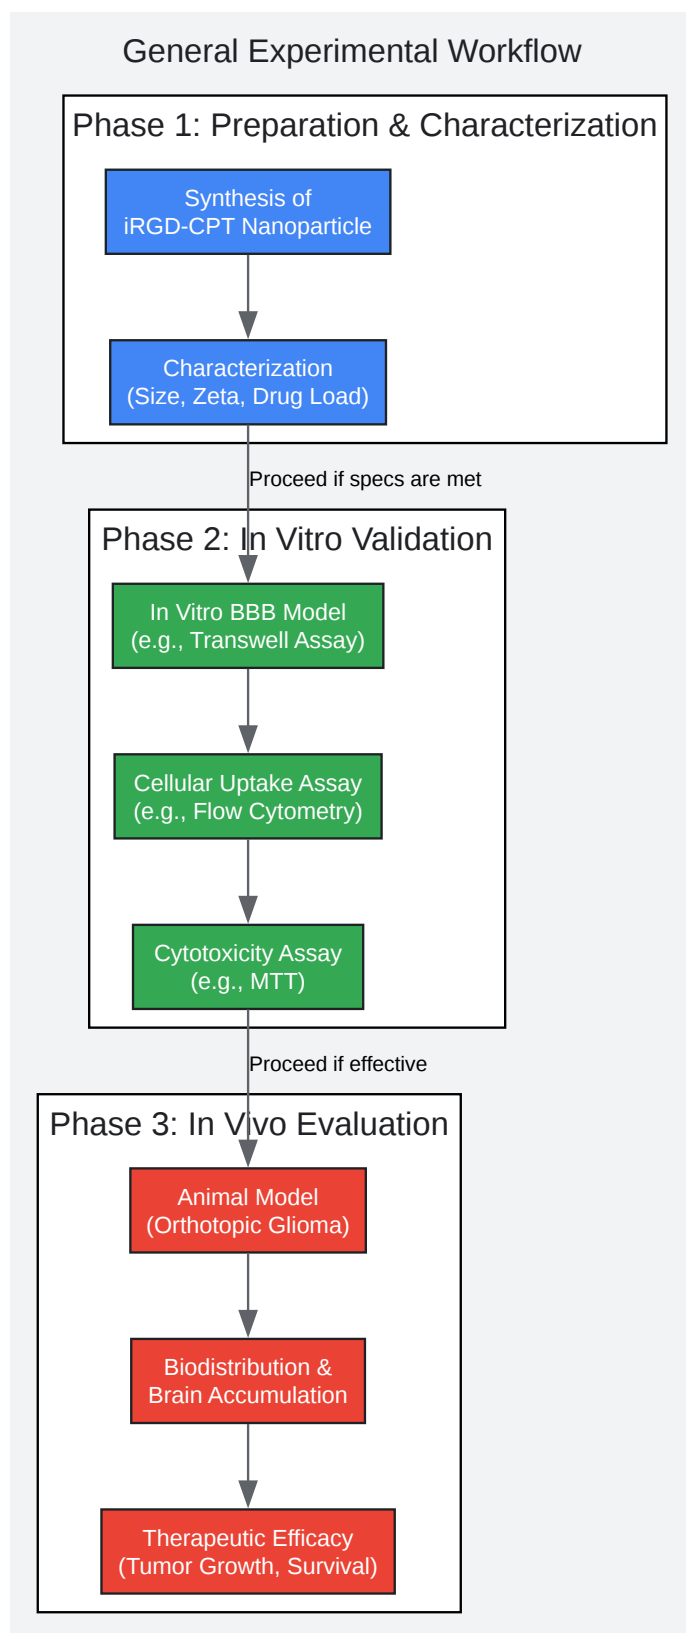 General Experimental Workflow
Phase 1: Preparation & Characterization
Synthesis of
iRGD-CPT Nanoparticle
Characterization
(Size, Zeta, Drug Load)
Proceed if specs are met
Phase 2: In Vitro Validation
In Vitro BBB Model
(e.g., Transwell Assay)
Cellular Uptake Assay
(e.g., Flow Cytometry)
Cytotoxicity Assay
(e.g., MTT)
Proceed if effective
Phase 3: In Vivo Evaluation
Animal Model
(Orthotopic Glioma)
Biodistribution &
Brain Accumulation
Therapeutic Efficacy
(Tumor Growth, Survival)